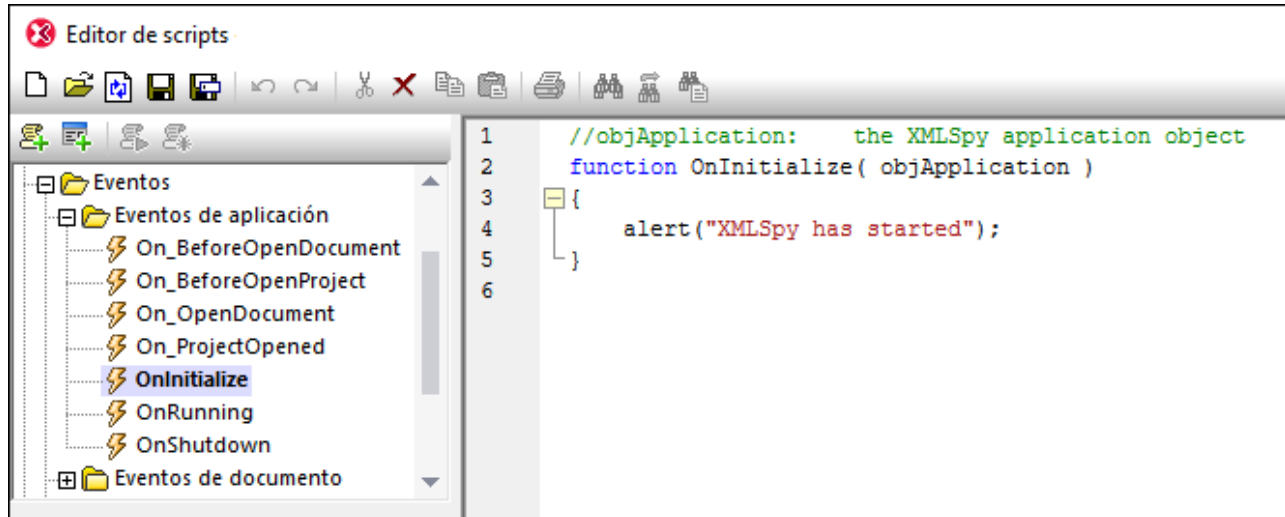 Editor de scripts
Eventos
Eventos de aplicación
On_BeforeOpenDocument
On_BeforeOpenProject
On_OpenDocument
On_ProjectOpened
OnInitialize
OnRunning
OnShutdown
Eventos de documento
1 //objApplication: the XMLSpy application object
2 function OnInitialize( objApplication )
3 {
4 alert("XMLSpy has started");
5 }
6